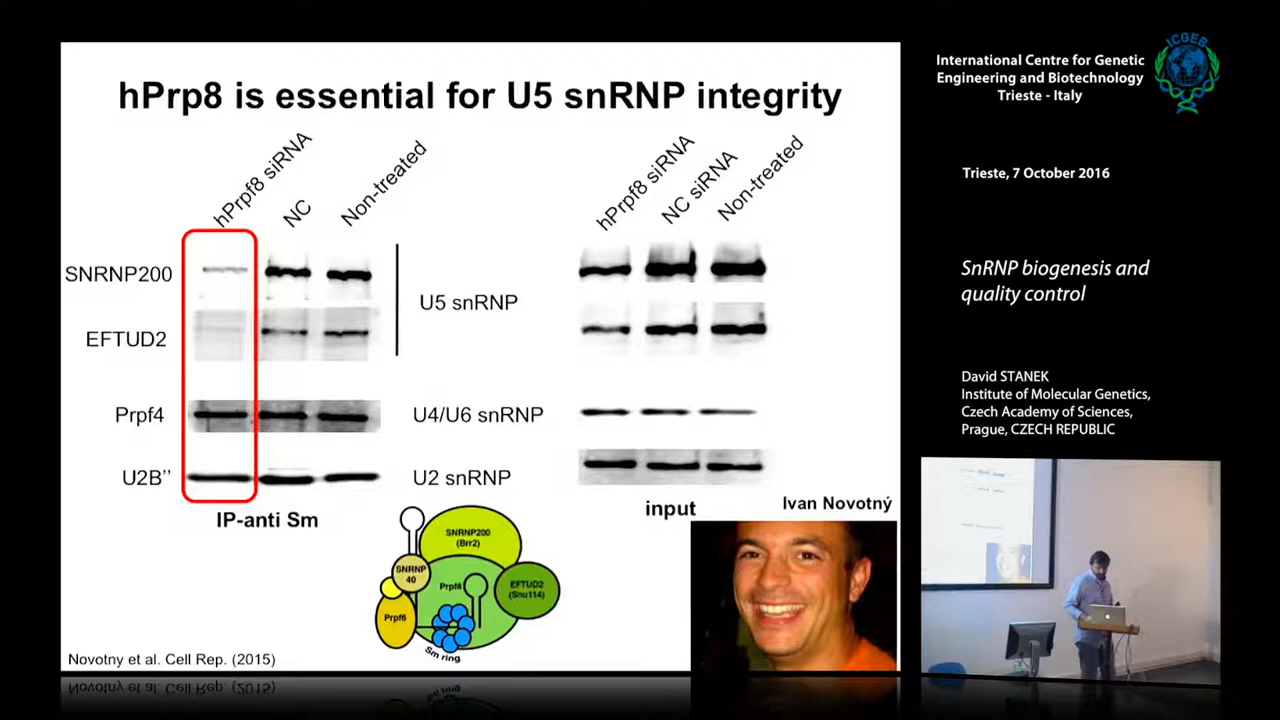 hPrp8 is essential for U5 snRNP integrity
hPrpf8 siRNA
NC
Non-treated
hPrpf8 siRNA
NC siRNA
Non-treated
SNRNP200
EFTUD2
U5 snRNP
Prpf4
U4/U6 snRNP
U2B’’
U2 snRNP
IP-anti Sm
input
Ivan Novotný
SNRNP200
(Brr2)
SNRNP
40
Prpf8
EFTUD2
(Snu114)
Prpf6
Sm ring
Novotny et al. Cell Rep. (2015)
ICGEB
International Centre for Genetic
Engineering and Biotechnology
Trieste - Italy
Trieste, 7 October 2016
SnRNP biogenesis and
quality control
David STANEK
Institute of Molecular Genetics,
Czech Academy of Sciences,
Prague, CZECH REPUBLIC